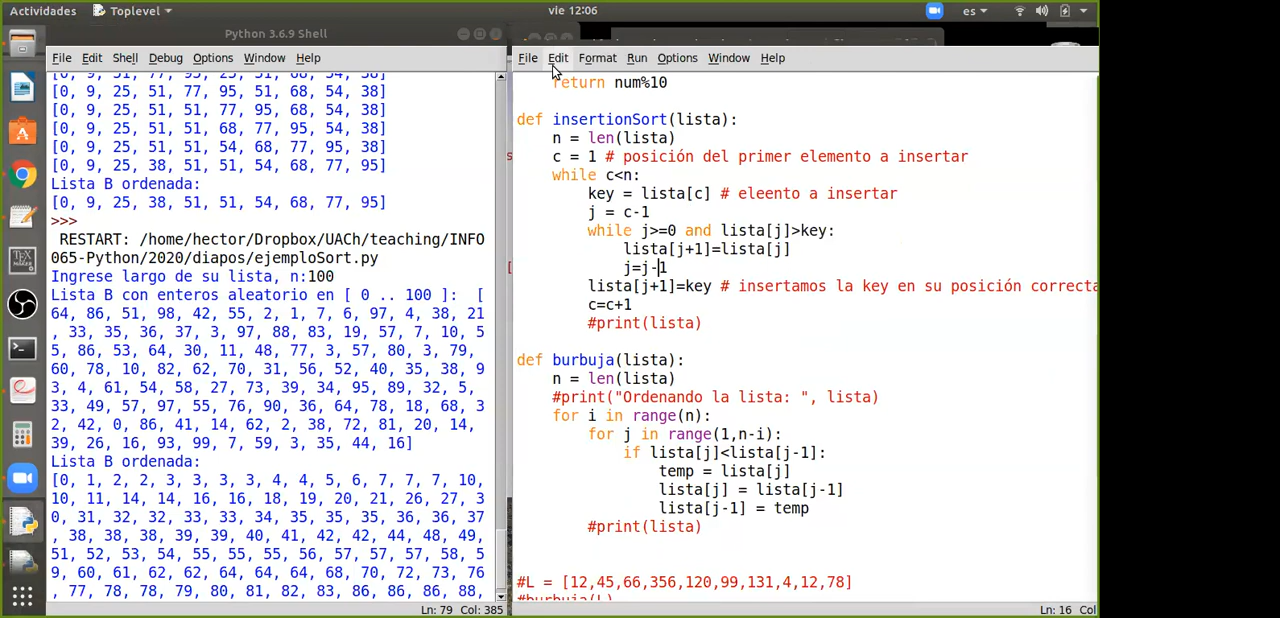 Actividades Toplevel vie 12:06 es
Python 3.6.9 Shell
File Edit Shell Debug Options Window Help
[0, 9, 25, 51, 77, 95, 51, 68, 54, 38]
[0, 9, 25, 51, 51, 77, 95, 68, 54, 38]
[0, 9, 25, 51, 51, 68, 77, 95, 54, 38]
[0, 9, 25, 51, 51, 54, 68, 77, 95, 38]
[0, 9, 25, 38, 51, 51, 54, 68, 77, 95]
Lista B ordenada:
[0, 9, 25, 38, 51, 51, 54, 68, 77, 95]
>>>
RESTART: /home/hector/Dropbox/UACh/teaching/INFO
065-Python/2020/diapos/ejemploSort.py
Ingrese largo de su lista, n:100
Lista B con enteros aleatorio en [ 0 .. 100 ]:  [
64, 86, 51, 98, 42, 55, 2, 1, 7, 6, 97, 4, 38, 21
, 33, 35, 36, 37, 3, 97, 88, 83, 19, 57, 7, 10, 5
5, 86, 53, 64, 30, 11, 48, 77, 3, 57, 80, 3, 79,
60, 78, 10, 82, 62, 70, 31, 56, 52, 40, 35, 38, 9
3, 4, 61, 54, 58, 27, 73, 39, 34, 95, 89, 32, 5,
33, 49, 57, 97, 55, 76, 90, 36, 64, 78, 18, 68, 3
2, 42, 0, 86, 41, 14, 62, 2, 38, 72, 81, 20, 14,
39, 26, 16, 93, 99, 7, 59, 3, 35, 44, 16]
Lista B ordenada:
[0, 1, 2, 2, 3, 3, 3, 3, 4, 4, 5, 6, 7, 7, 7, 10,
10, 11, 14, 14, 16, 16, 18, 19, 20, 21, 26, 27, 3
0, 31, 32, 32, 33, 33, 34, 35, 35, 35, 36, 36, 37
, 38, 38, 38, 39, 39, 40, 41, 42, 42, 44, 48, 49,
51, 52, 53, 54, 55, 55, 55, 56, 57, 57, 57, 58, 5
9, 60, 61, 62, 62, 64, 64, 64, 68, 70, 72, 73, 76
, 77, 78, 78, 79, 80, 81, 82, 83, 86, 86, 86, 88,
Ln: 79 Col: 385
File Edit Format Run Options Window Help
return num%10
def insertionSort(lista):
n = len(lista)
c = 1 # posición del primer elemento a insertar
while c<n:
key = lista[c] # eleento a insertar
j = c-1
while j>=0 and lista[j]>key:
lista[j+1]=lista[j]
j=j-1
lista[j+1]=key # insertamos la key en su posición correcta
c=c+1
#print(lista)
def burbuja(lista):
n = len(lista)
#print("Ordenando la lista: ", lista)
for i in range(n):
for j in range(1,n-i):
if lista[j]<lista[j-1]:
temp = lista[j]
lista[j] = lista[j-1]
lista[j-1] = temp
#print(lista)
#L = [12,45,66,356,120,99,131,4,12,78]
#burbuja(L)
Ln: 16 Col